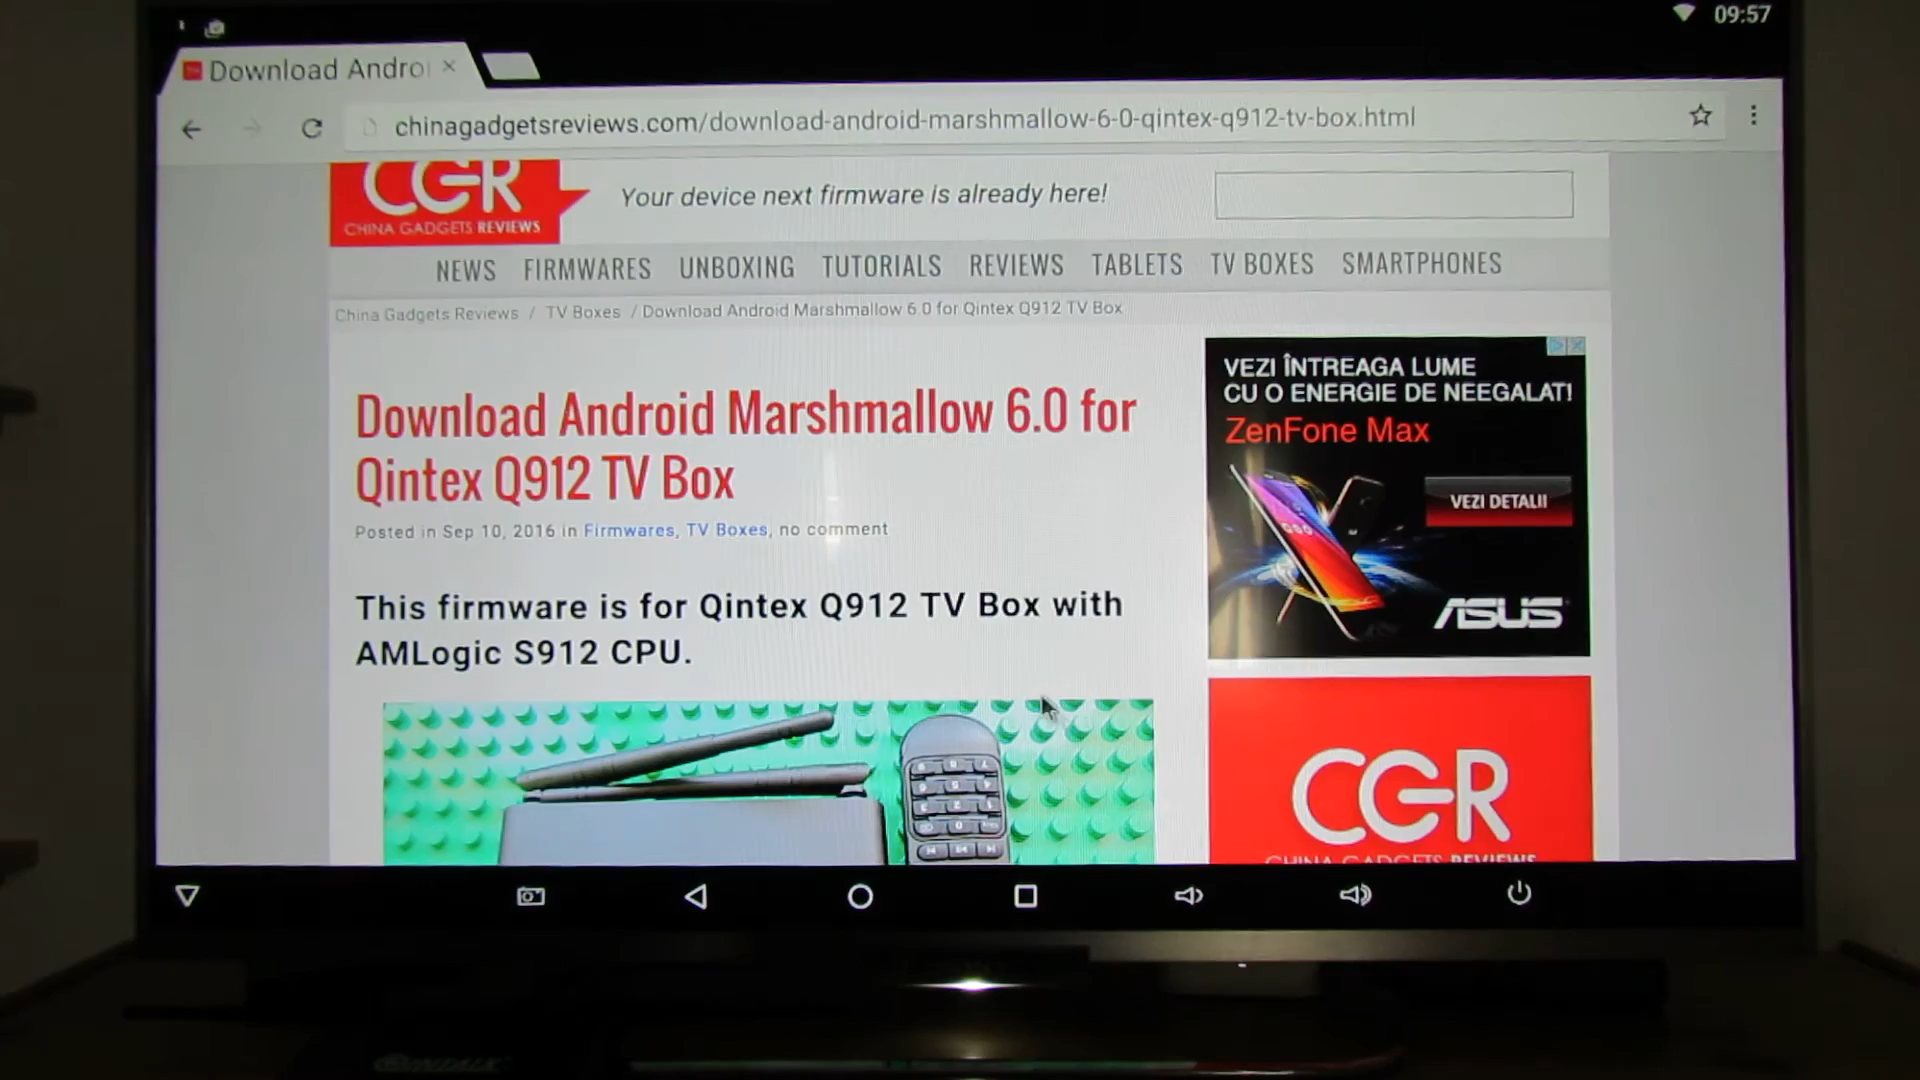 09:57
Download Androi
chinagadgetsreviews.com/download-android-marshmallow-6-0-qintex-q912-tv-box.html
CGR
CHINA GADGETS REVIEWS
Your device next firmware is already here!
NEWS FIRMWARES UNBOXING TUTORIALS REVIEWS TABLETS TV BOXES SMARTPHONES
China Gadgets Reviews / TV Boxes / Download Android Marshmallow 6.0 for Qintex Q912 TV Box
Download Android Marshmallow 6.0 for
Qintex Q912 TV Box
Posted in Sep 10, 2016 in Firmwares, TV Boxes, no comment
This firmware is for Qintex Q912 TV Box with
AMLogic S912 CPU.
VEZI ÎNTREAGA LUME
CU O ENERGIE DE NEEGALAT!
ZenFone Max
VEZI DETALII
ASUS
CGR
CHINA GADGETS REVIEWS